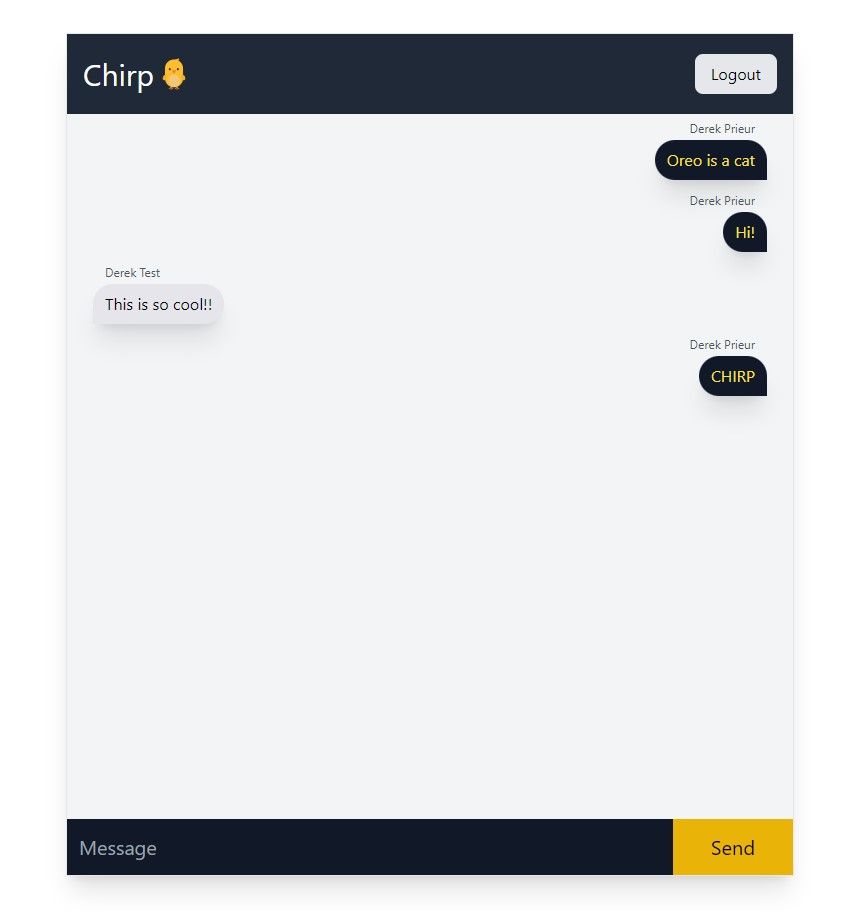 Chirp
Logout
Derek Prieur
Oreo is a cat
Derek Prieur
Hi!
Derek Test
This is so cool!!
Derek Prieur
CHIRP
Message
Send